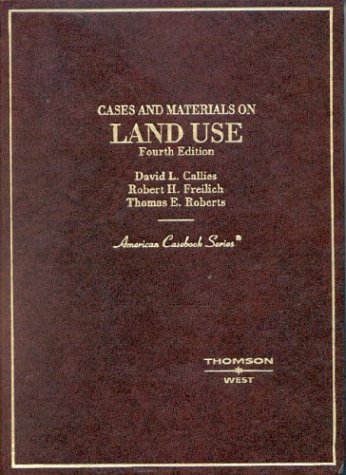 CASES AND MATERIALS ON
LAND USE
Fourth Edition
David L. Callies
Robert H. Freilich
Thomas E. Roberts
American Casebook Series®
THOMSON
WEST